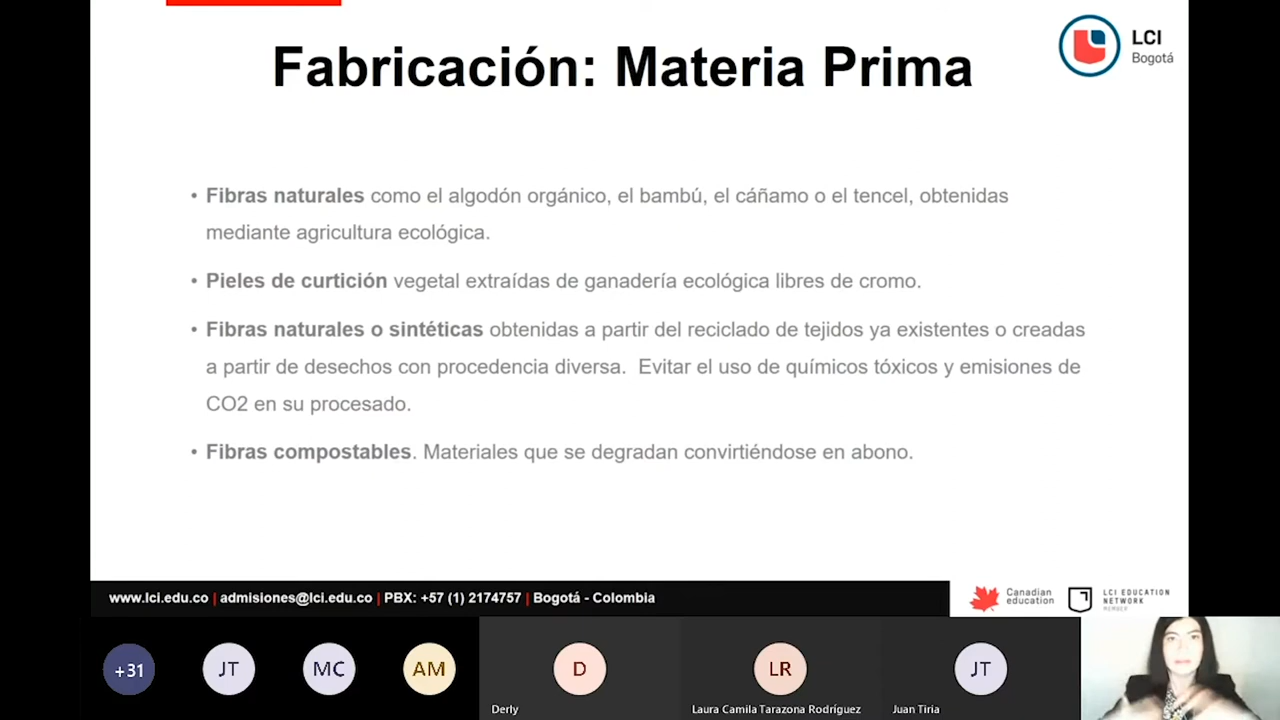 LCI
Bogotá
Fabricación: Materia Prima
• Fibras naturales como el algodón orgánico, el bambú, el cáñamo o el tencel, obtenidas
mediante agricultura ecológica.
• Pieles de curtición vegetal extraídas de ganadería ecológica libres de cromo.
• Fibras naturales o sintéticas obtenidas a partir del reciclado de tejidos ya existentes o creadas
a partir de desechos con procedencia diversa. Evitar el uso de químicos tóxicos y emisiones de
CO2 en su procesado.
• Fibras compostables. Materiales que se degradan convirtiéndose en abono.
www.lci.edu.co | admisiones@lci.edu.co | PBX: +57 (1) 2174757 | Bogotá - Colombia
Canadian
education
LCI EDUCATION
NETWORK
MEMBER
+31
JT
MC
AM
D
LR
JT
Derly
Laura Camila Tarazona Rodríguez
Juan Tiria